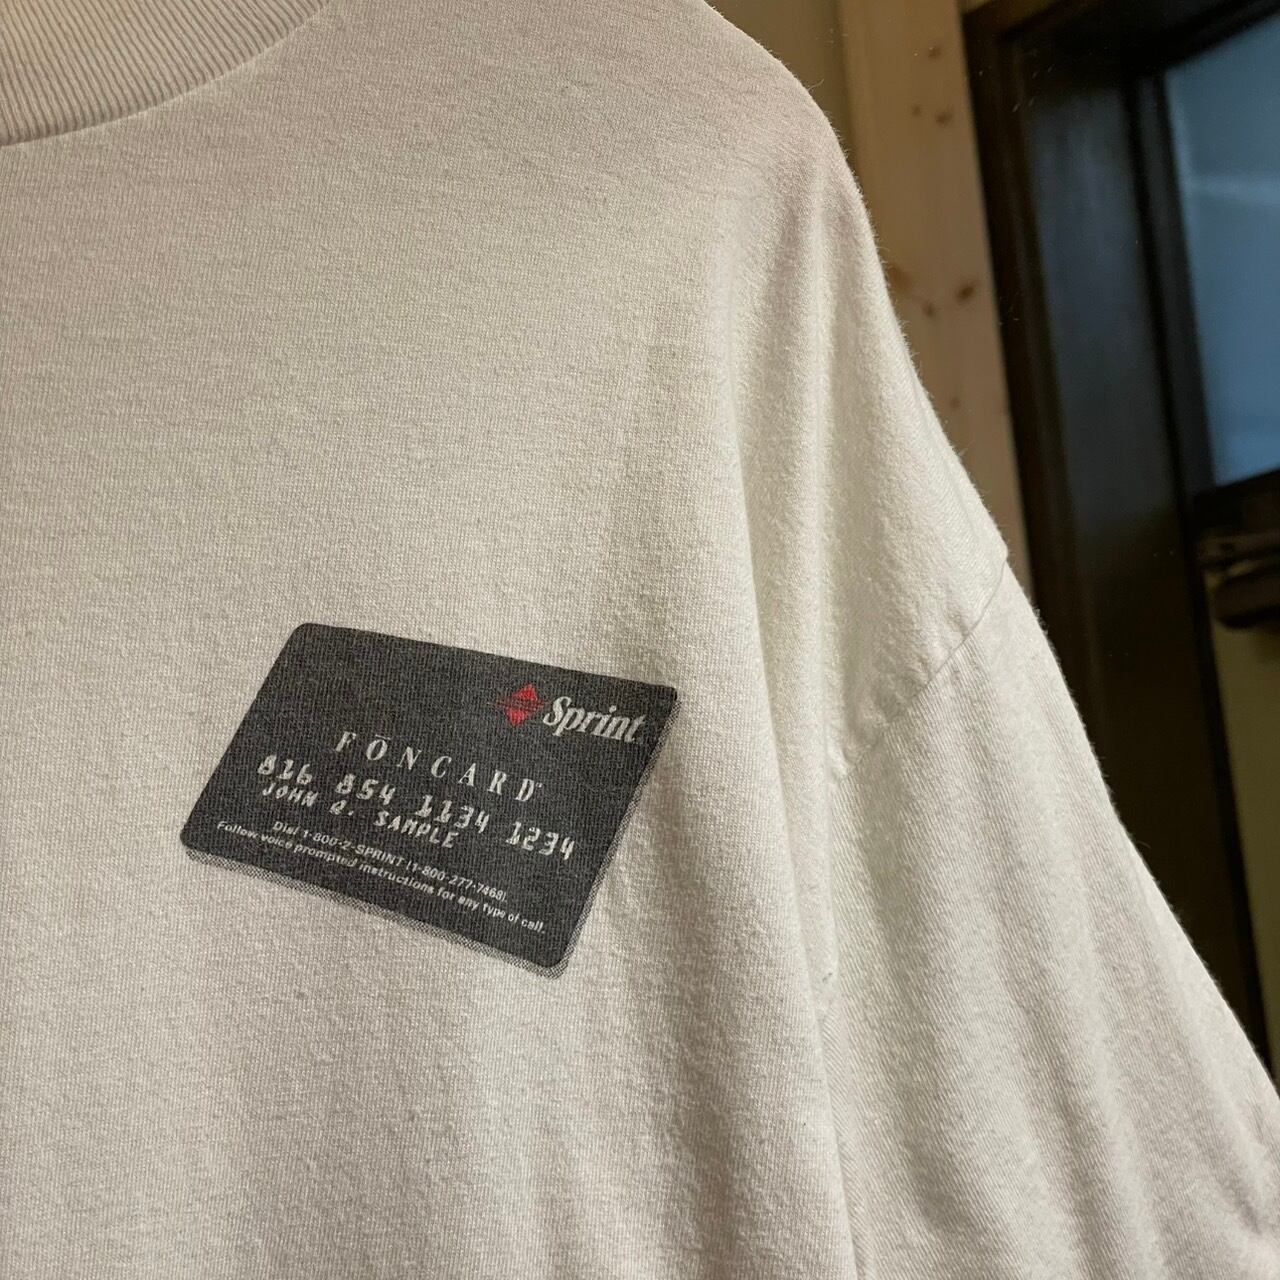 Sprint
FŌNCARD
816 854 1134 1234
JOHN Q. SAMPLE
Dial 1-800-2-SPRINT (1-800-277-7468).
Follow voice prompted instructions for any type of call.